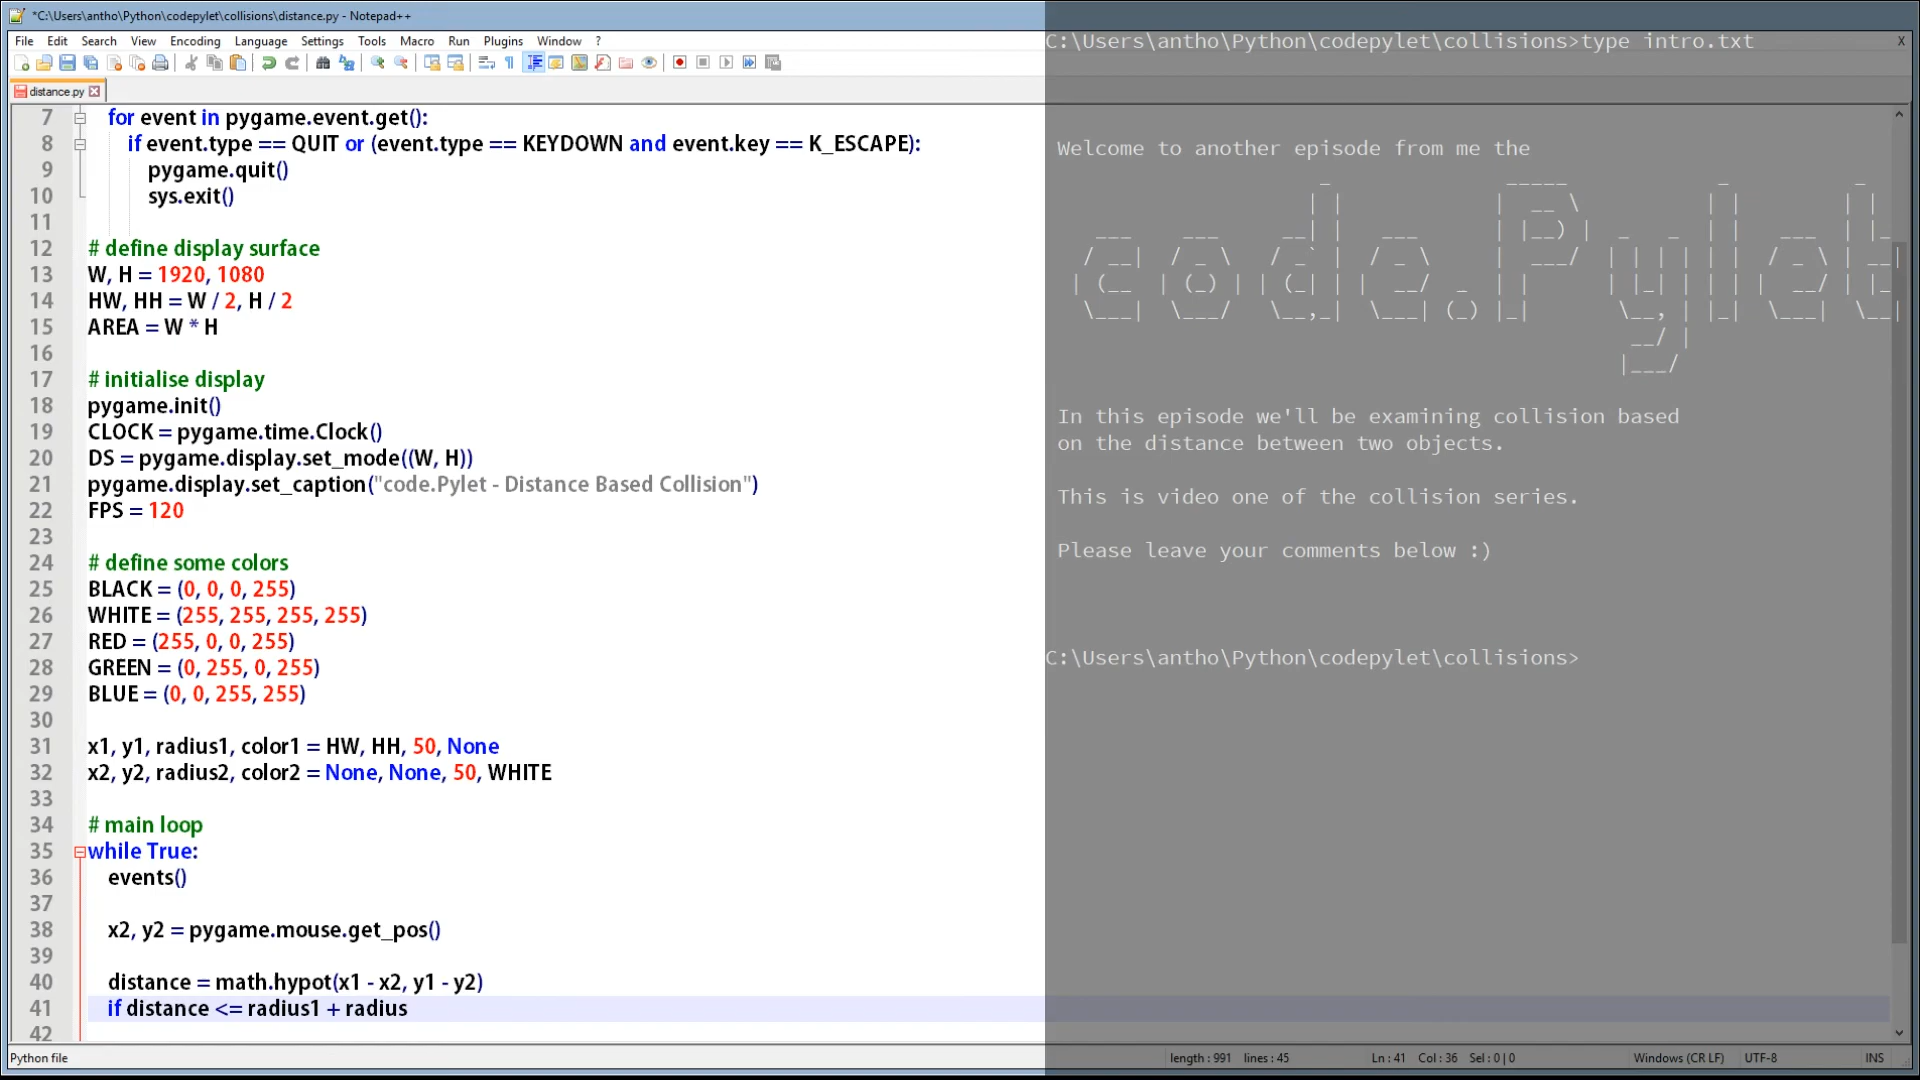 *C:\Users\antho\Python\codepylet\collisions\distance.py - Notepad++
File Edit Search View Encoding Language Settings Tools Macro Run Plugins Window ? X
distance.py
7 for event in pygame.event.get():
8 if event.type == QUIT or (event.type == KEYDOWN and event.key == K_ESCAPE):
9 pygame.quit()
10 sys.exit()
11
12 # define display surface
13 W, H = 1920, 1080
14 HW, HH = W / 2, H / 2
15 AREA = W * H
16
17 # initialise display
18 pygame.init()
19 CLOCK = pygame.time.Clock()
20 DS = pygame.display.set_mode((W, H))
21 pygame.display.set_caption("code.Pylet - Distance Based Collision")
22 FPS = 120
23
24 # define some colors
25 BLACK = (0, 0, 0, 255)
26 WHITE = (255, 255, 255, 255)
27 RED = (255, 0, 0, 255)
28 GREEN = (0, 255, 0, 255)
29 BLUE = (0, 0, 255, 255)
30
31 x1, y1, radius1, color1 = HW, HH, 50, None
32 x2, y2, radius2, color2 = None, None, 50, WHITE
33
34 # main loop
35 while True:
36 events()
37
38 x2, y2 = pygame.mouse.get_pos()
39
40 distance = math.hypot(x1 - x2, y1 - y2)
41 if distance <= radius1 + radius
42
C:\Users\antho\Python\codepylet\collisions>type intro.txt
Welcome to another episode from me the
code.Pylet
In this episode we'll be examining collision based
on the distance between two objects.
This is video one of the collision series.
Please leave your comments below :)
C:\Users\antho\Python\codepylet\collisions>
Python file length : 991 lines : 45 Ln : 41 Col : 36 Sel : 0 | 0 Windows (CR LF) UTF-8 INS